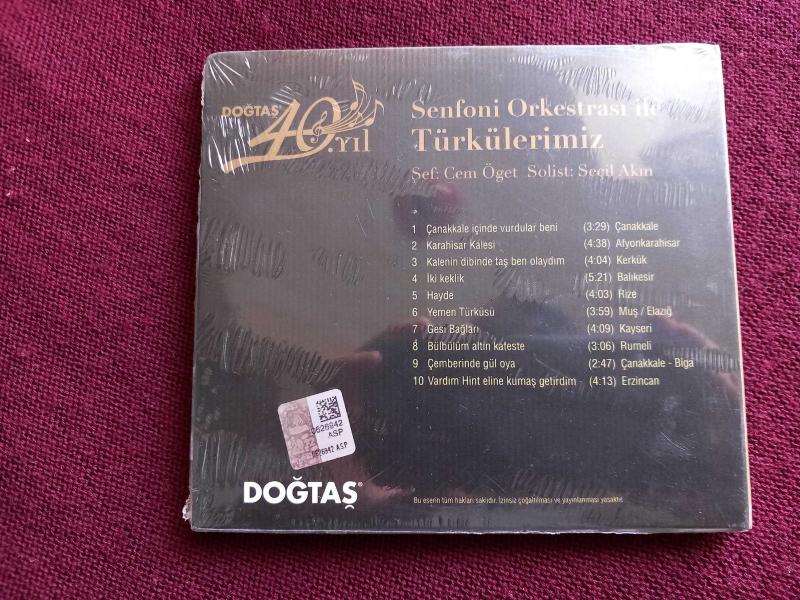 DOĞTAŞ
40 YIL
Senfoni Orkestrası ile
Türkülerimiz
Şef: Cem Öget Solist: Seçil Akın
1 Çanakkale içinde vurdular beni (3:29) Çanakkale
2 Karahisar Kalesi (4:38) Afyonkarahisar
3 Kalenin dibinde taş ben olaydım (4:04) Kerkük
4 İki keklik (5:21) Balıkesir
5 Hayde (4:03) Rize
6 Yemen Türküsü (3:59) Muş / Elazığ
7 Gesi Bağları (4:09) Kayseri
8 Bülbülüm altın kafeste (3:06) Rumeli
9 Çemberinde gül oya (2:47) Çanakkale - Biga
10 Vardım Hint eline kumaş getirdim (4:13) Erzincan
0626942
ASP
0626942 ASP
DOĞTAŞ®
Bu eserin tüm hakları saklıdır. İzinsiz çoğaltılması ve yayınlanması yasaktır.